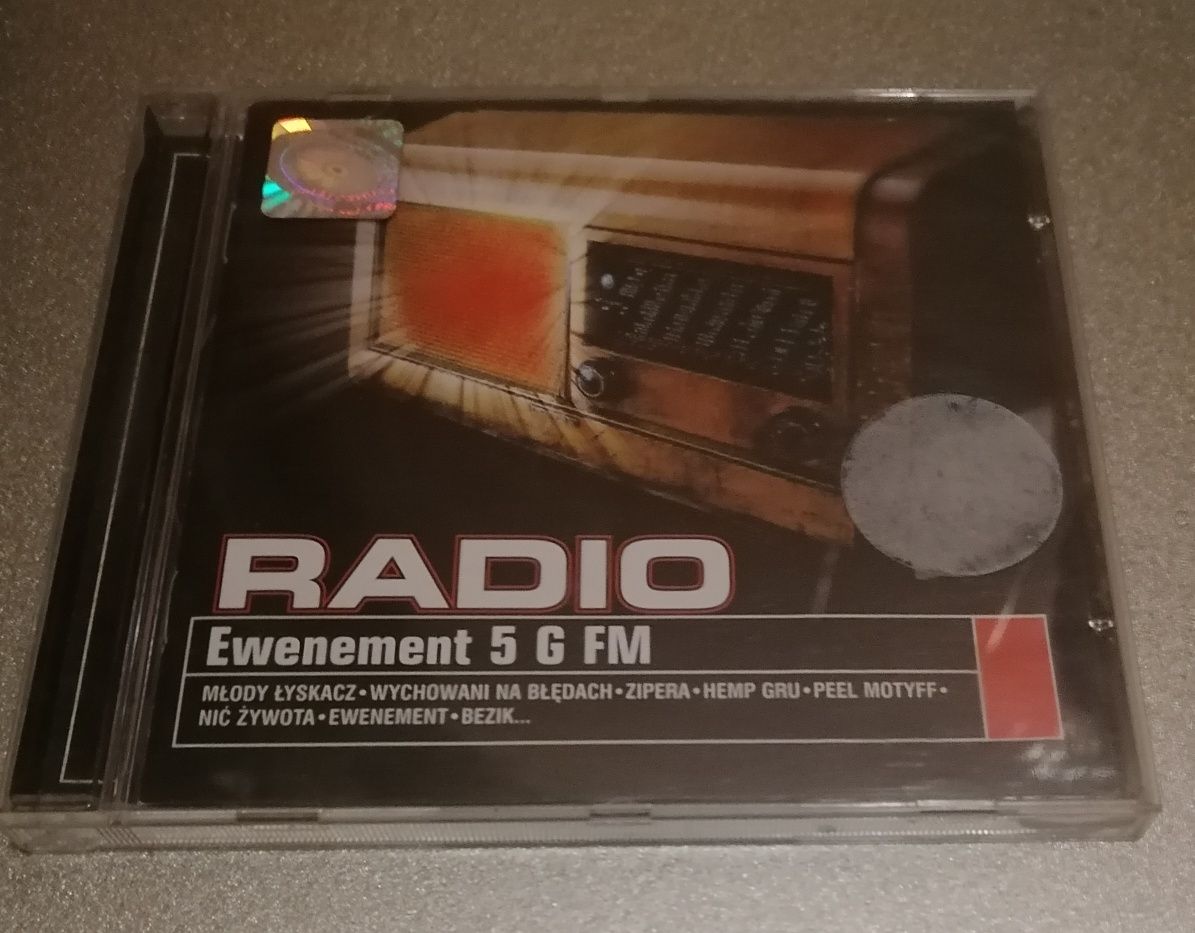 RADIO
Ewenement 5 G FM
MŁODY ŁYSKACZ•WYCHOWANI NA BŁĘDACH•ZIPERA•HEMP GRU•PEEL MOTYFF•
NIĆ ŻYWOTA•EWENEMENT•BEZIK...